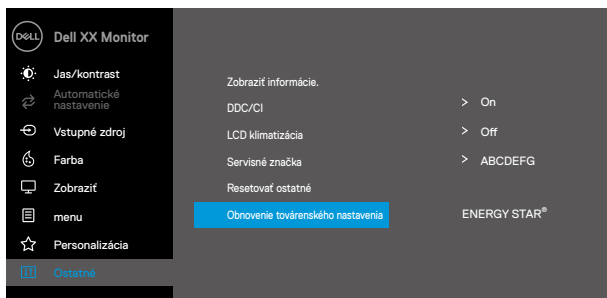 DELL Dell XX Monitor
Jas/kontrast
Automatické
nastavenie
Vstupné zdroj
Farba
Zobraziť
menu
Personalizácia
Ostatné
Zobraziť informácie.
DDC/CI > On
LCD klimatizácia > Off
Servisné značka > ABCDEFG
Resetovať ostatné
Obnovenie továrenského nastavenia ENERGY STAR®